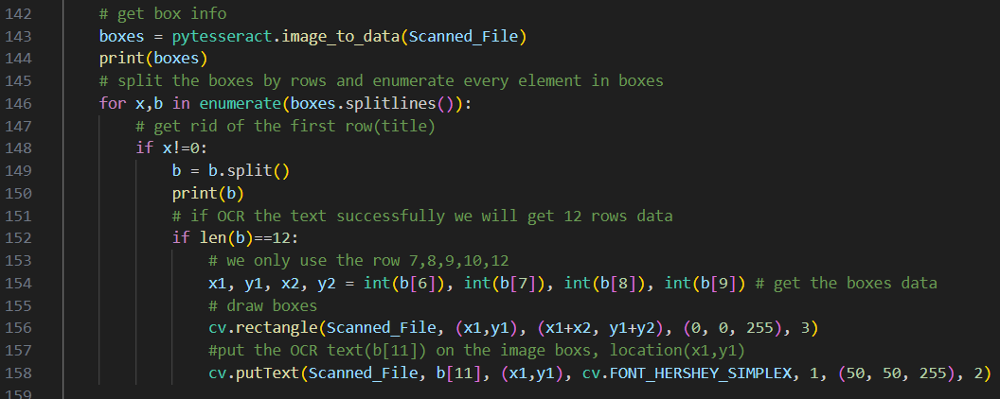 142 # get box info
143 boxes = pytesseract.image_to_data(Scanned_File)
144 print(boxes)
145 # split the boxes by rows and enumerate every element in boxes
146 for x,b in enumerate(boxes.splitlines()):
147 # get rid of the first row(title)
148 if x!=0:
149 b = b.split()
150 print(b)
151 # if OCR the text successfully we will get 12 rows data
152 if len(b)==12:
153 # we only use the row 7,8,9,10,12
154 x1, y1, x2, y2 = int(b[6]), int(b[7]), int(b[8]), int(b[9]) # get the boxes data
155 # draw boxes
156 cv.rectangle(Scanned_File, (x1,y1), (x1+x2, y1+y2), (0, 0, 255), 3)
157 #put the OCR text(b[11]) on the image boxs, location(x1,y1)
158 cv.putText(Scanned_File, b[11], (x1,y1), cv.FONT_HERSHEY_SIMPLEX, 1, (50, 50, 255), 2)
159